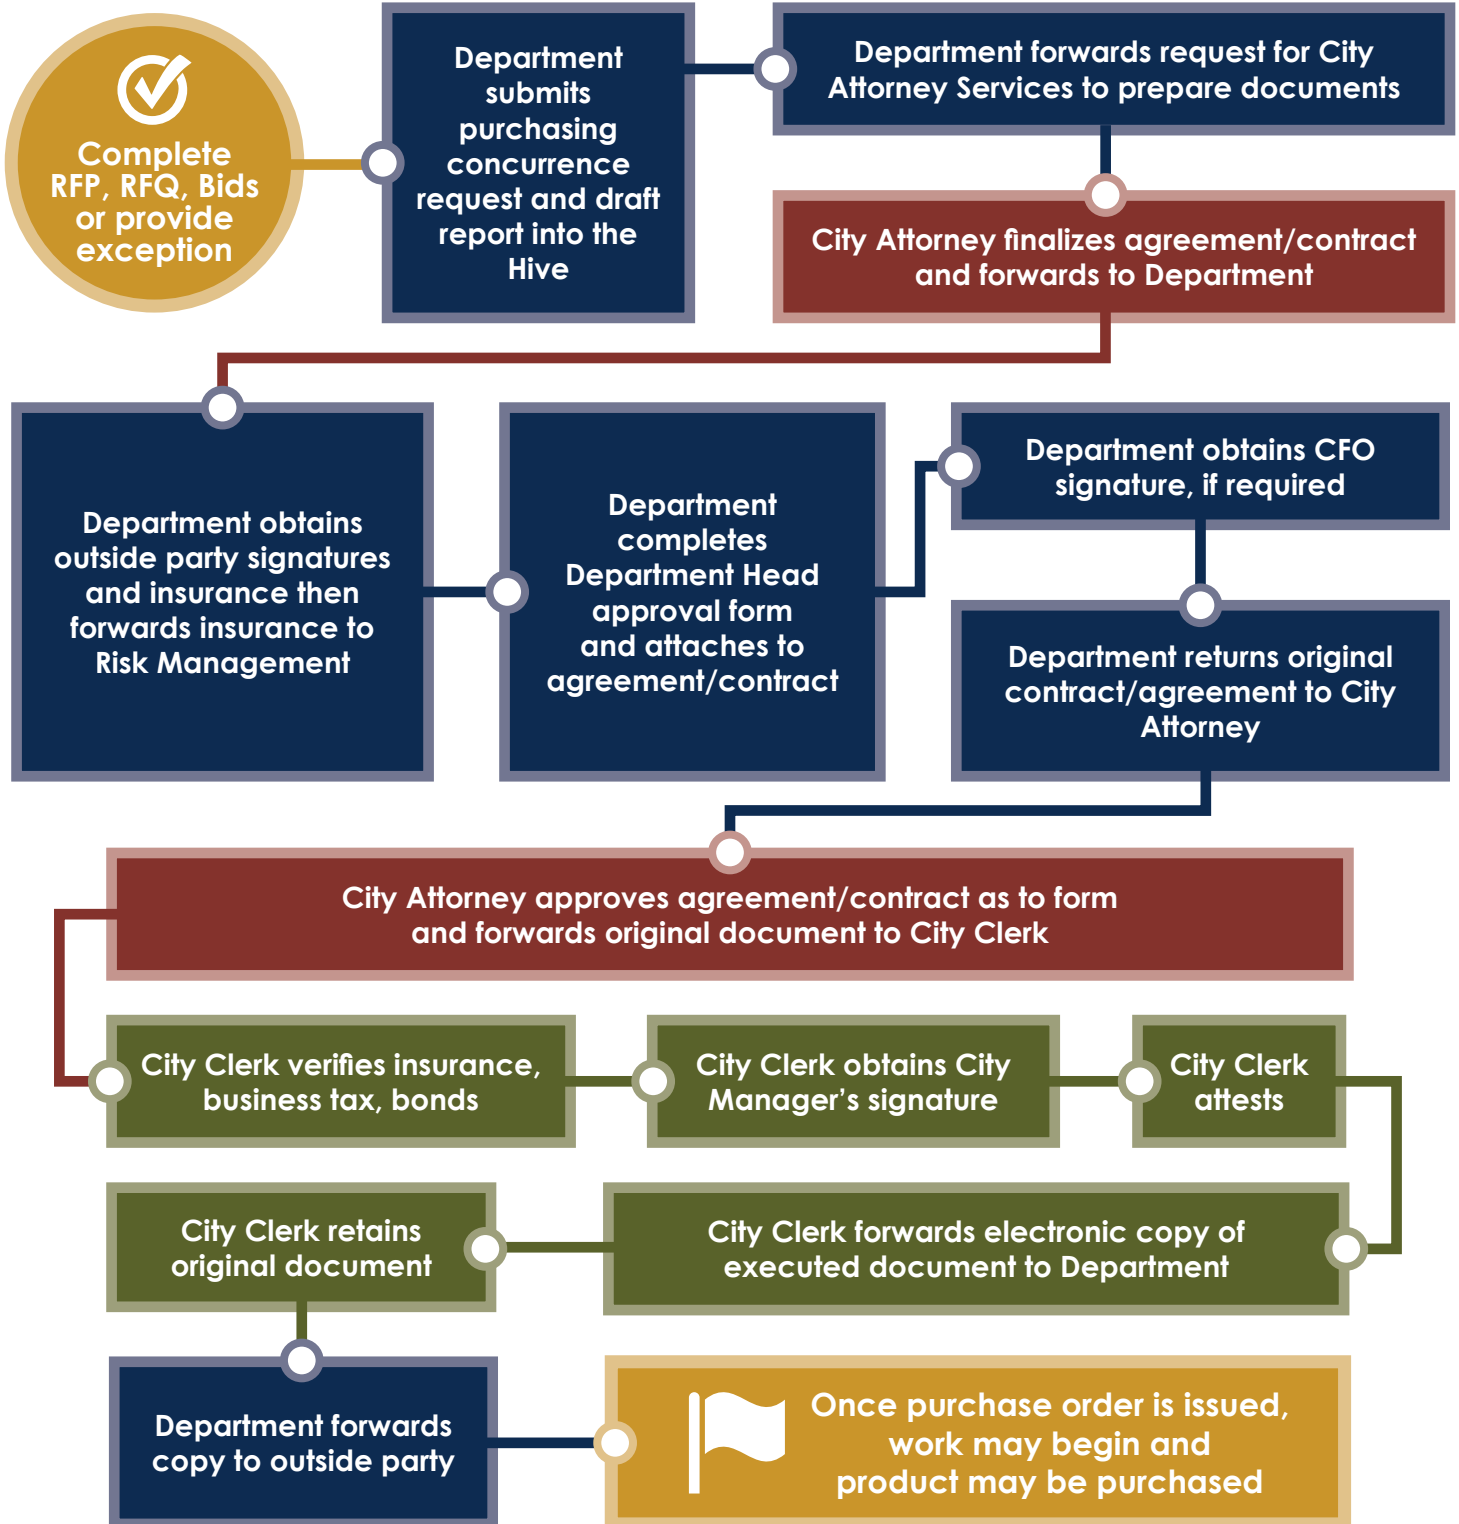 Complete
RFP, RFQ, Bids
or provide
exception
Department
submits
purchasing
concurrence
request and draft
report into the
Hive
Department forwards request for City
Attorney Services to prepare documents
City Attorney finalizes agreement/contract
and forwards to Department
Department obtains
outside party signatures
and insurance then
forwards insurance to
Risk Management
Department
completes
Department Head
approval form
and attaches to
agreement/contract
Department obtains CFO
signature, if required
Department returns original
contract/agreement to City
Attorney
City Attorney approves agreement/contract as to form
and forwards original document to City Clerk
City Clerk verifies insurance,
business tax, bonds
City Clerk obtains City
Manager’s signature
City Clerk
attests
City Clerk forwards electronic copy of
executed document to Department
City Clerk retains
original document
Department forwards
copy to outside party
Once purchase order is issued,
work may begin and
product may be purchased